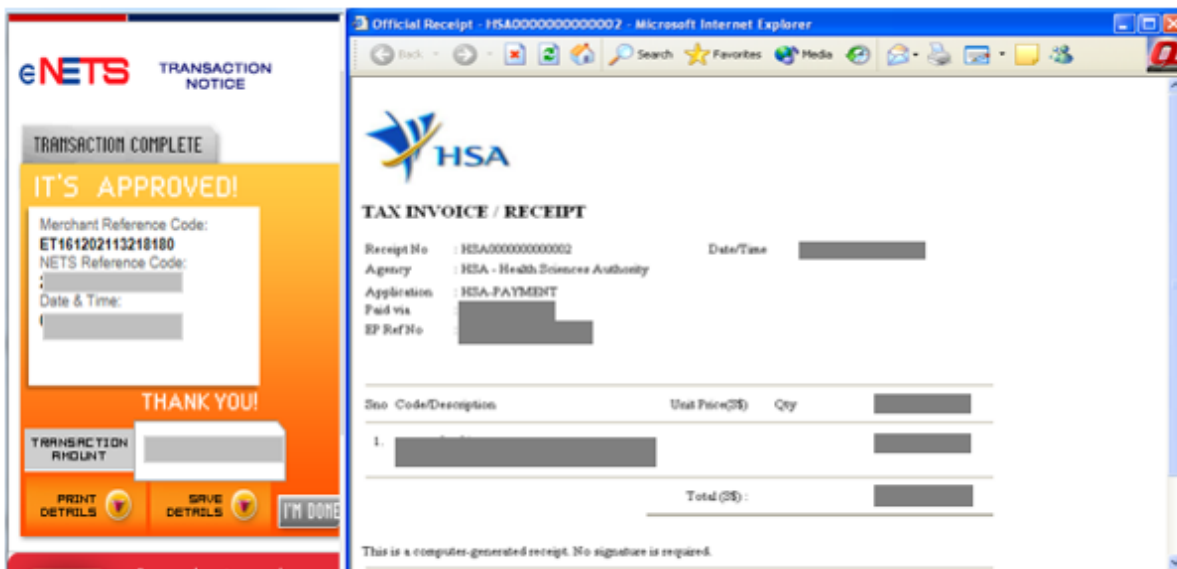 eNETS
TRANSACTION
NOTICE
TRANSACTION COMPLETE
IT'S APPROVED!
Merchant Reference Code:
ET161202113218180
NETS Reference Code:
Date & Time:
THANK YOU!
TRANSACTION
AMOUNT
PRINT
DETAILS
SAVE
DETAILS
I'M DONE
Official Receipt - HSA0000000000002 - Microsoft Internet Explorer
Back Search Favorites Media
HSA
TAX INVOICE / RECEIPT
Receipt No : HSA0000000000002 Date/Time
Agency : HSA - Health Sciences Authority
Application : HSA-PAYMENT
Paid via :
EP Ref No :
Sno Code/Description Unit Price(S$) Qty
1.
Total (S$) :
This is a computer-generated receipt. No signature is required.